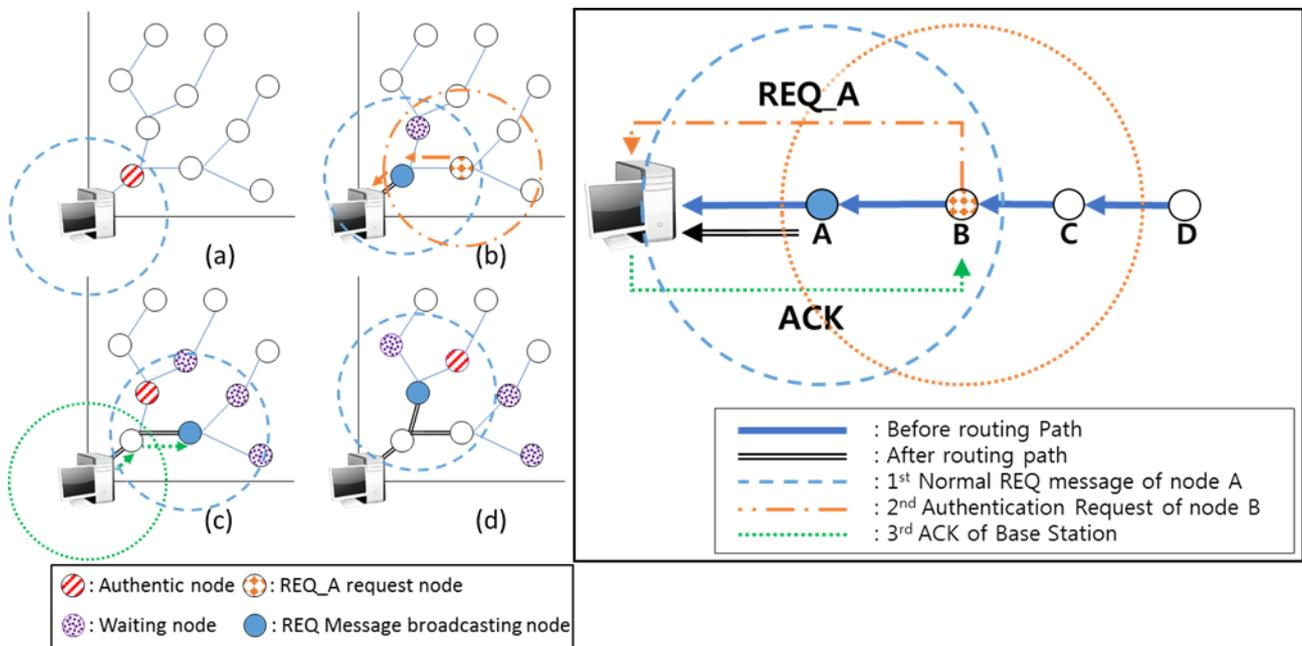 (a)
(b)
(c)
(d)
: Authentic node : REQ_A request node
: Waiting node : REQ Message broadcasting node
REQ_A
A
B
C
D
ACK
: Before routing Path
: After routing path
: 1st Normal REQ message of node A
: 2nd Authentication Request of node B
: 3rd ACK of Base Station